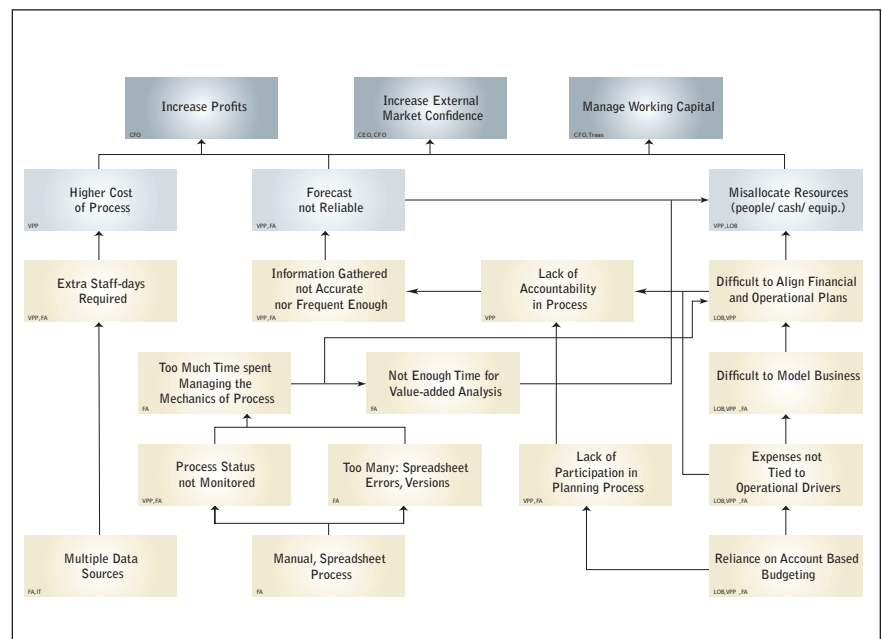 Increase Profits
CFO
Increase External
Market Confidence
CEO, CFO
Manage Working Capital
CFO, Treas
Higher Cost
of Process
VPP
Forecast
not Reliable
VPP, FA
Misallocate Resources
(people/ cash/ equip.)
VPP, LOB
Extra Staff-days
Required
VPP, FA
Information Gathered
not Accurate
nor Frequent Enough
VPP, FA
Lack of
Accountability
in Process
VPP
Difficult to Align Financial
and Operational Plans
LOB, VPP
Too Much Time spent
Managing the
Mechanics of Process
FA
Not Enough Time for
Value-added Analysis
FA
Difficult to Model Business
LOB, VPP , FA
Process Status
not Monitored
VPP, FA
Too Many: Spreadsheet
Errors, Versions
FA
Lack of
Participation in
Planning Process
VPP, FA
Expenses not
Tied to
Operational Drivers
LOB, VPP , FA
Multiple Data
Sources
FA, IT
Manual, Spreadsheet
Process
FA
Reliance on Account Based
Budgeting
LOB, VPP , FA